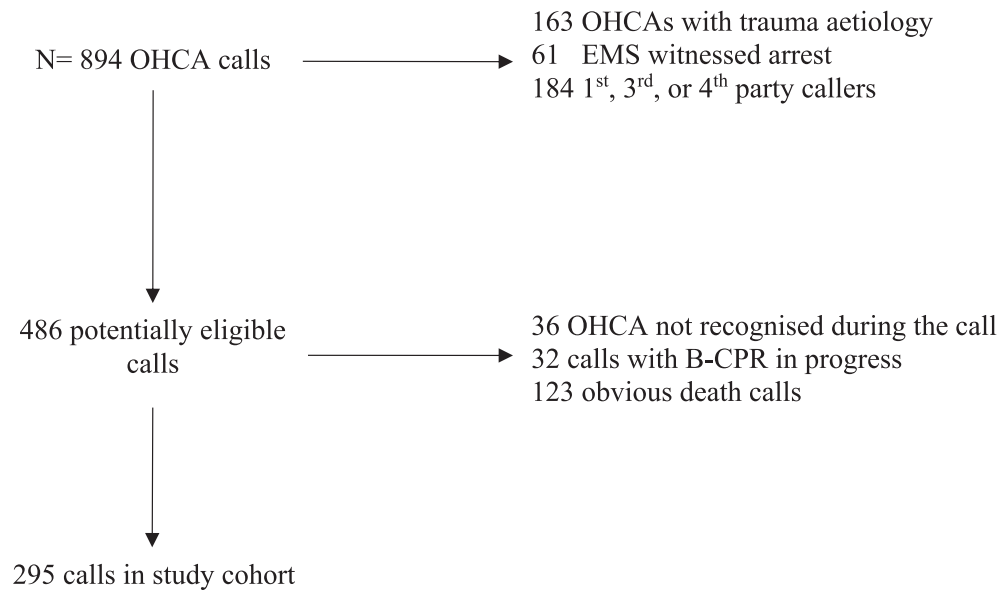 N= 894 OHCA calls
163 OHCAs with trauma aetiology
61 EMS witnessed arrest
184 1st, 3rd, or 4th party callers
486 potentially eligible
calls
36 OHCA not recognised during the call
32 calls with B-CPR in progress
123 obvious death calls
295 calls in study cohort